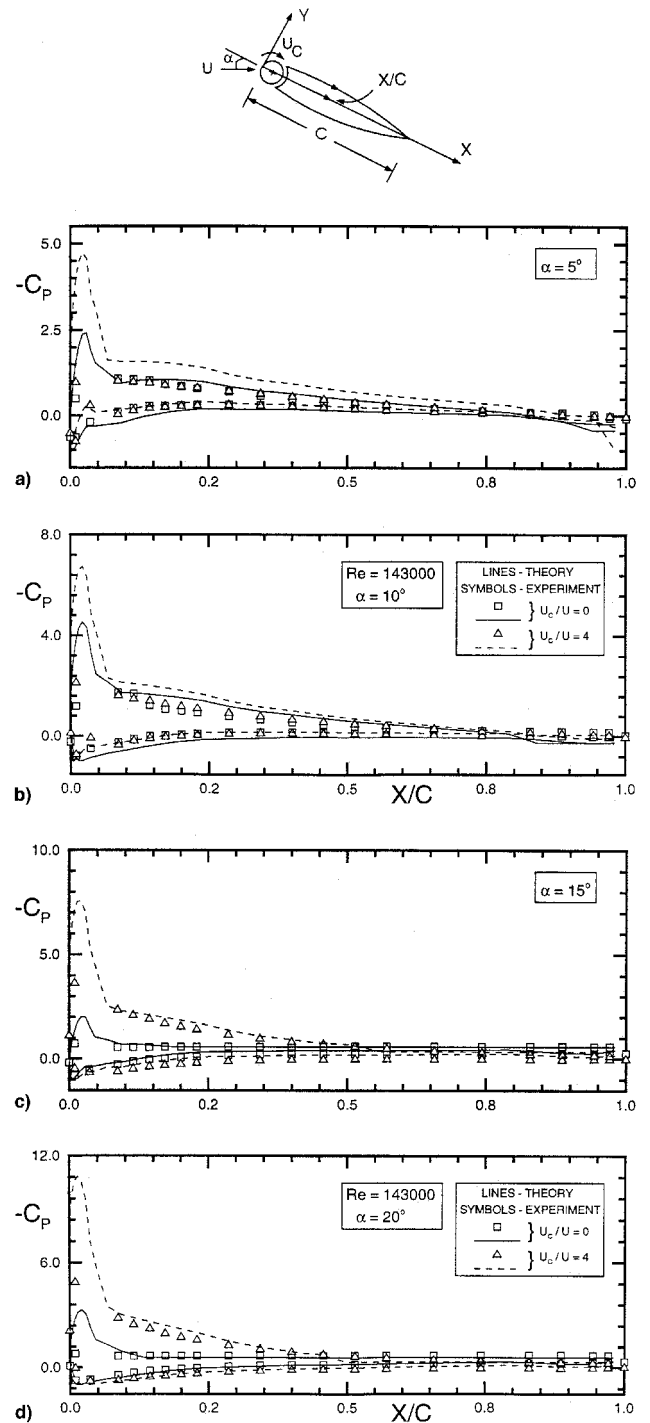 Y
α
U_C
U
X/C
C
X
5.0
-C_P
α = 5°
2.5
0.0
a)
0.0 0.2 0.5 0.8 1.0
8.0
-C_P
Re = 143000
α = 10°
LINES - THEORY
SYMBOLS - EXPERIMENT
} U_c / U = 0
} U_c / U = 4
4.0
0.0
b)
0.0 0.2 X/C 0.5 0.8 1.0
10.0
-C_P
α = 15°
5.0
0.0
c)
0.0 0.2 0.5 0.8 1.0
12.0
-C_P
Re = 143000
α = 20°
LINES - THEORY
SYMBOLS - EXPERIMENT
} U_c / U = 0
} U_c / U = 4
6.0
0.0
d)
0.0 0.2 0.5 0.8 1.0
X/C